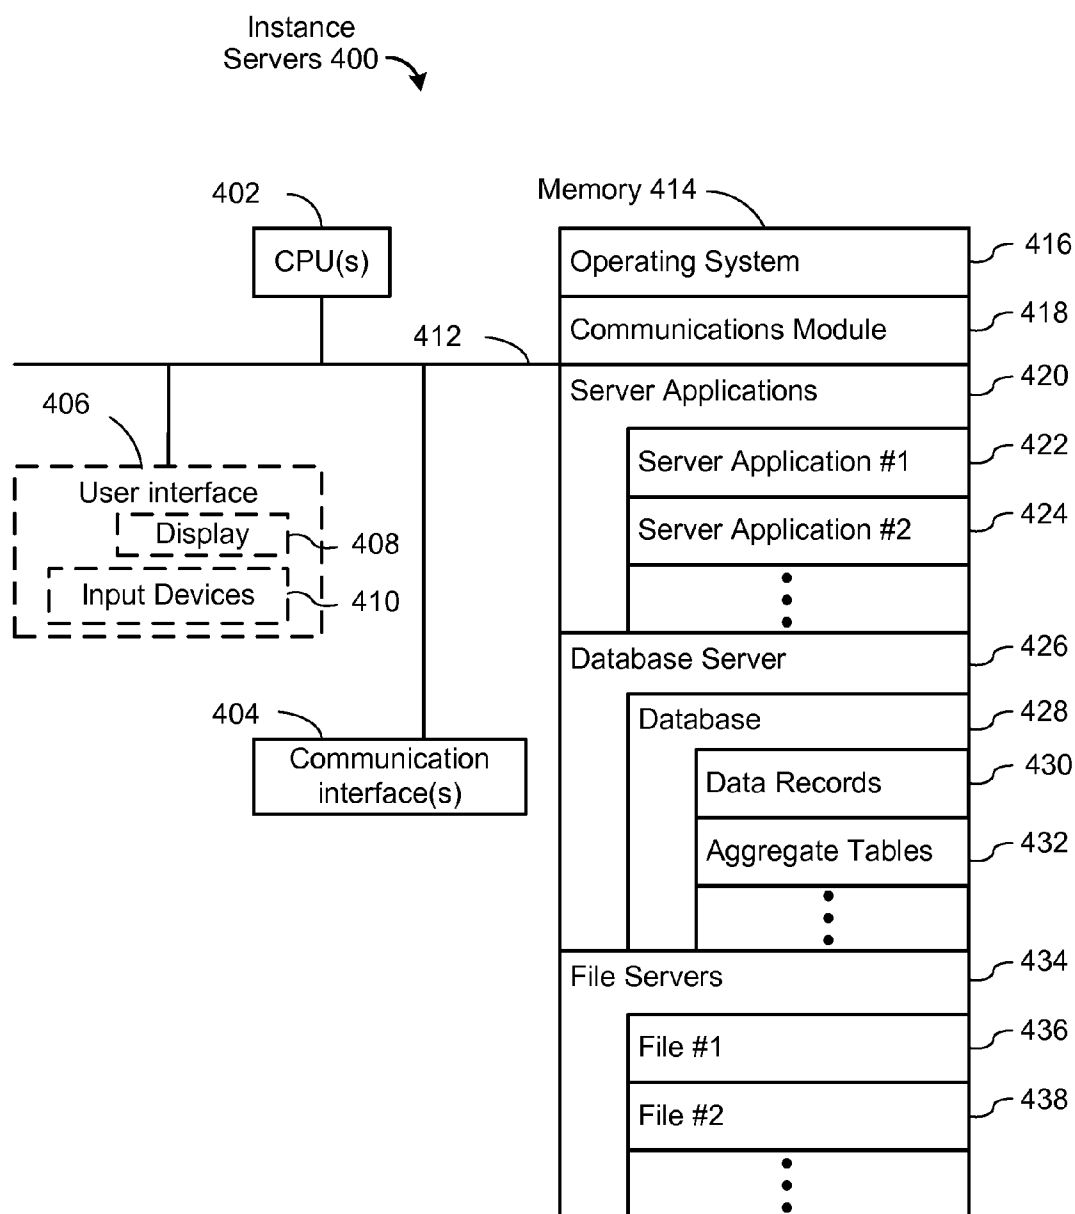 Instance
Servers 400
402
CPU(s)
412
406
User interface
Display
408
Input Devices
410
404
Communication
interface(s)
Memory 414
Operating System
416
Communications Module
418
Server Applications
420
Server Application #1
422
Server Application #2
424
Database Server
426
Database
428
Data Records
430
Aggregate Tables
432
File Servers
434
File #1
436
File #2
438